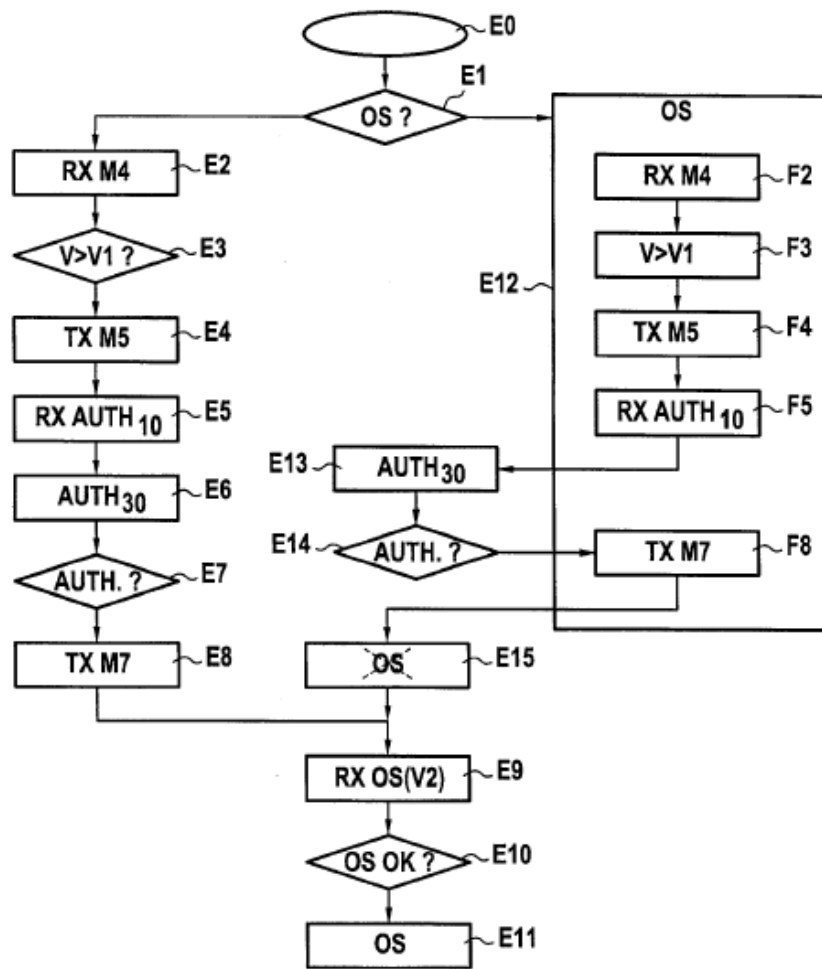 E0
E1
OS ?
OS
RX M4
E2
RX M4
F2
V>V1 ?
E3
V>V1
F3
E12
TX M5
E4
TX M5
F4
RX AUTH10
E5
RX AUTH10
F5
E13
AUTH30
AUTH30
E6
E14
AUTH. ?
TX M7
F8
AUTH. ?
E7
TX M7
E8
OS
E15
RX OS(V2)
E9
OS OK ?
E10
OS
E11